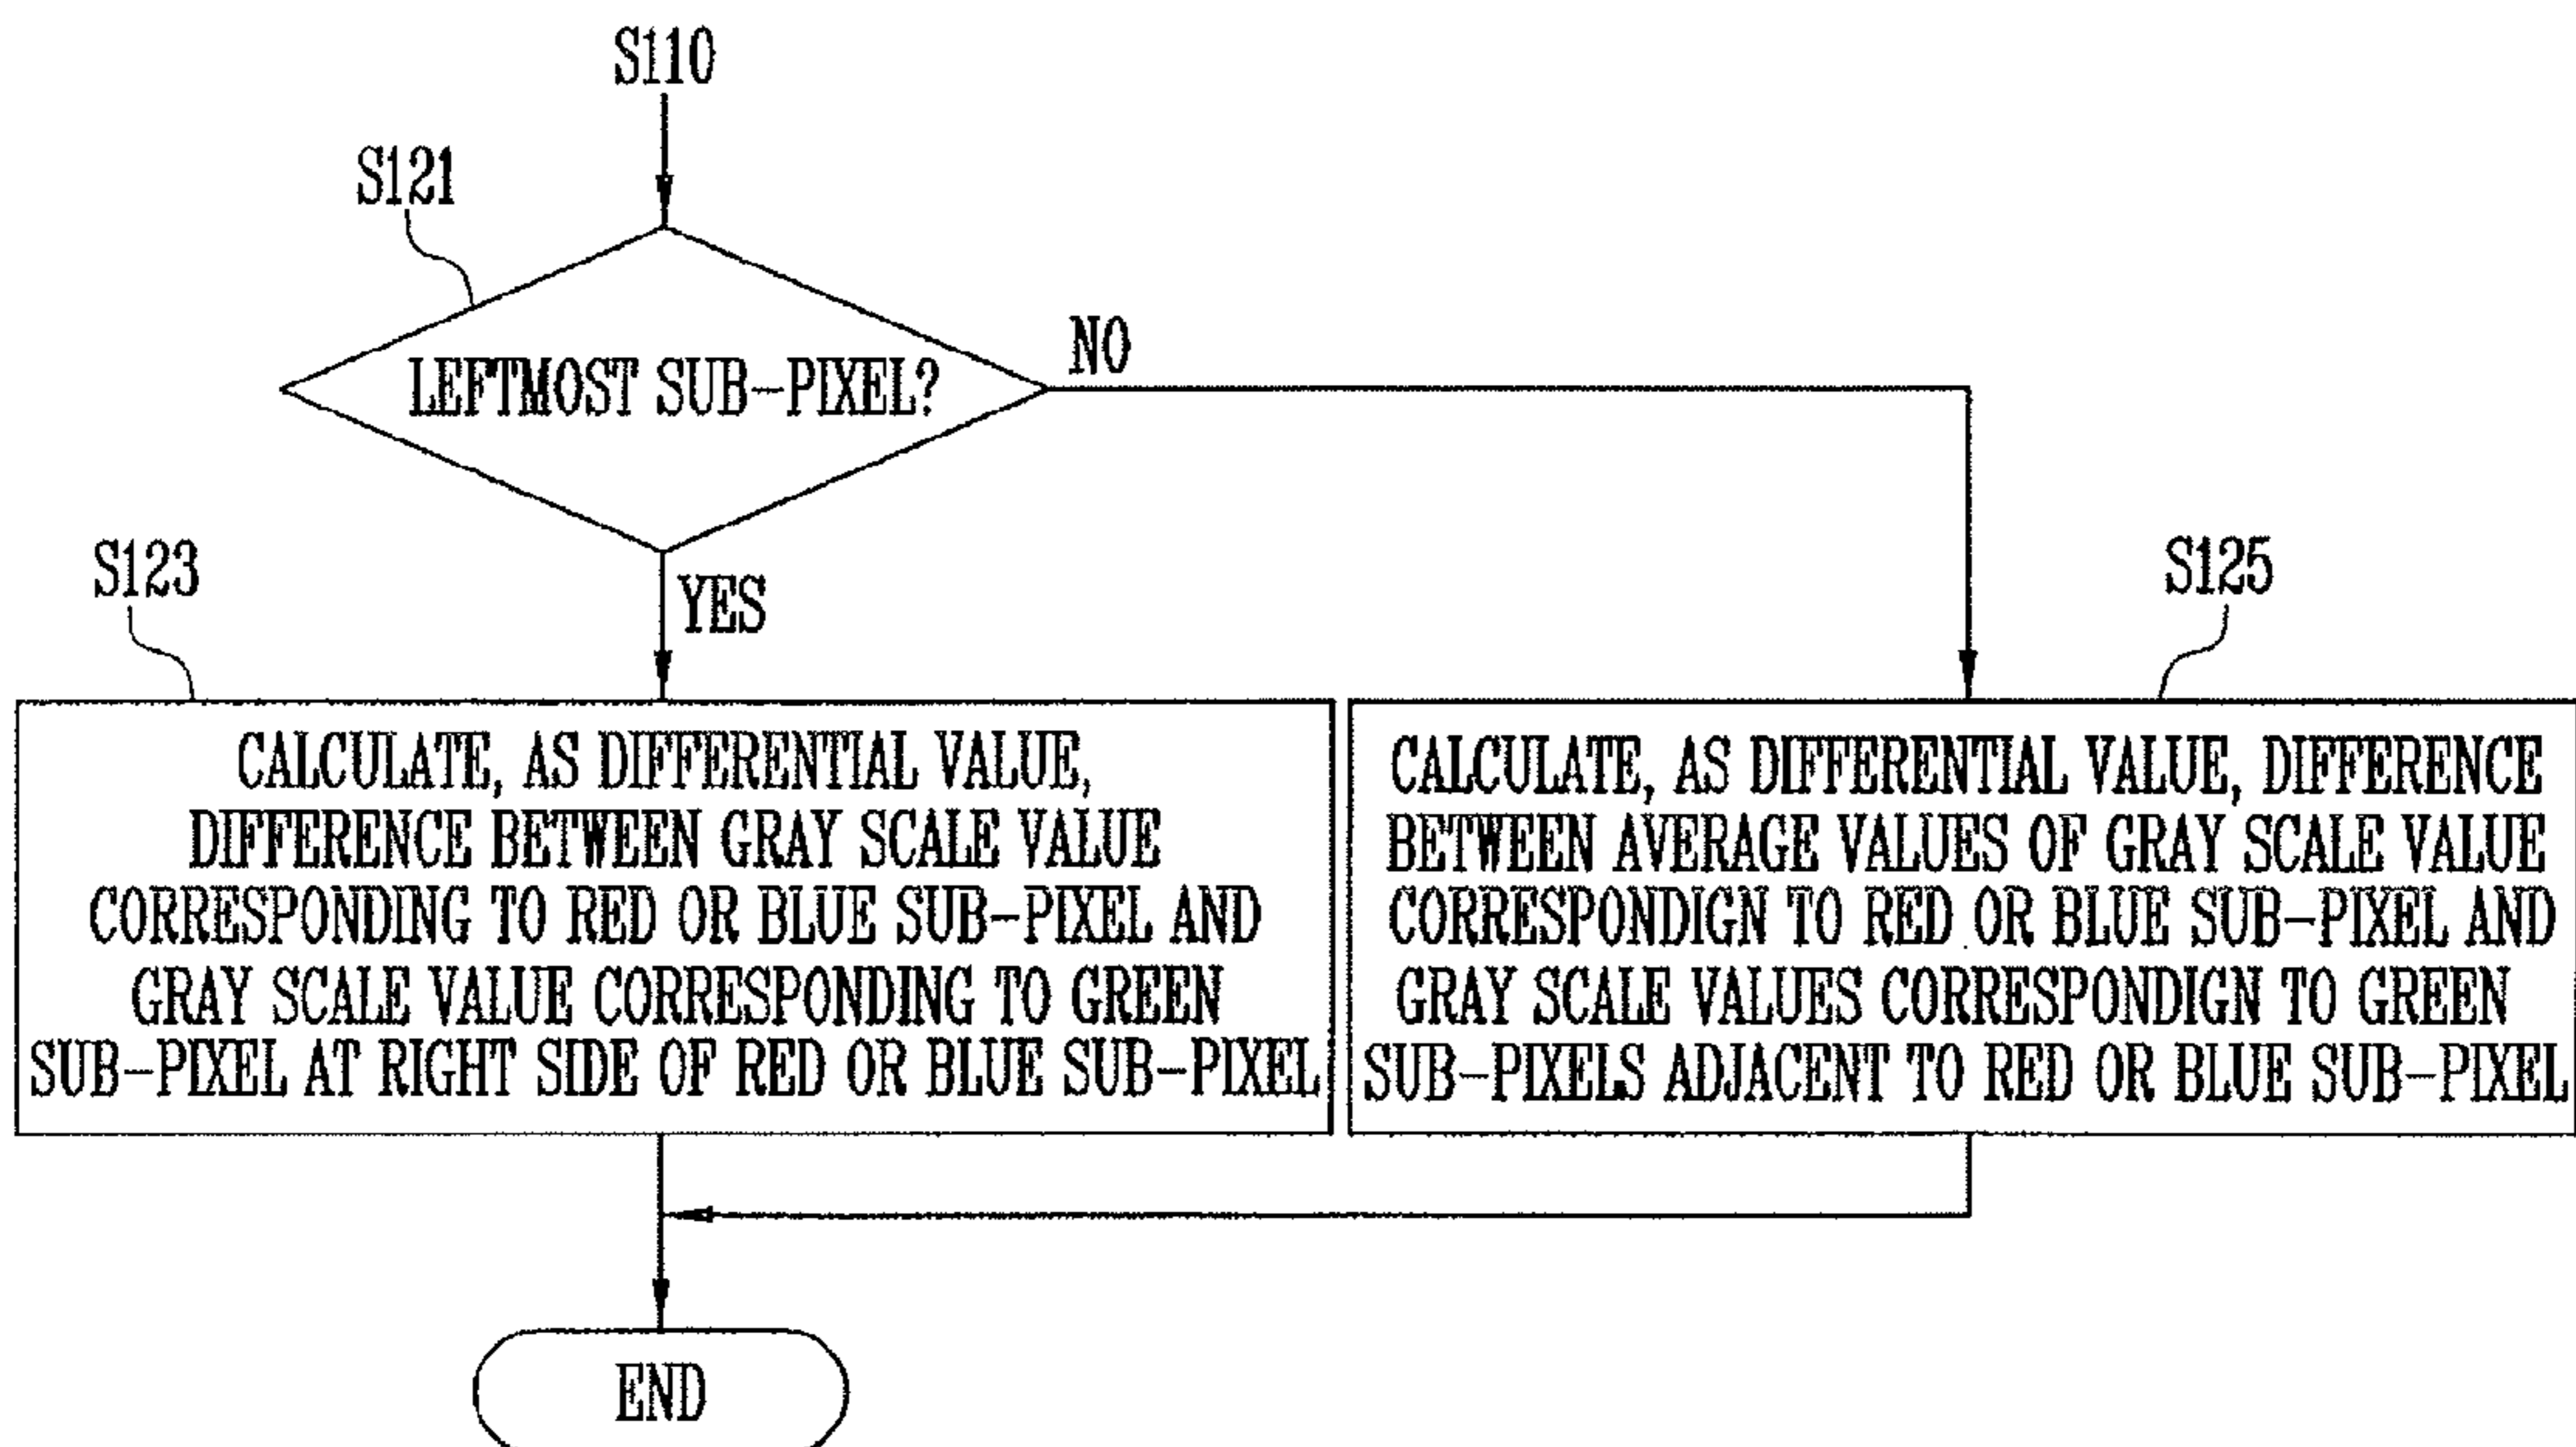 S110
S121
LEFTMOST SUB-PIXEL?
NO
YES
S123
CALCULATE, AS DIFFERENTIAL VALUE,
DIFFERENCE BETWEEN GRAY SCALE VALUE
CORRESPONDING TO RED OR BLUE SUB-PIXEL AND
GRAY SCALE VALUE CORRESPONDING TO GREEN
SUB-PIXEL AT RIGHT SIDE OF RED OR BLUE SUB-PIXEL
S125
CALCULATE, AS DIFFERENTIAL VALUE, DIFFERENCE
BETWEEN AVERAGE VALUES OF GRAY SCALE VALUE
CORRESPONDIGN TO RED OR BLUE SUB-PIXEL AND
GRAY SCALE VALUES CORRESPONDIGN TO GREEN
SUB-PIXELS ADJACENT TO RED OR BLUE SUB-PIXEL
END